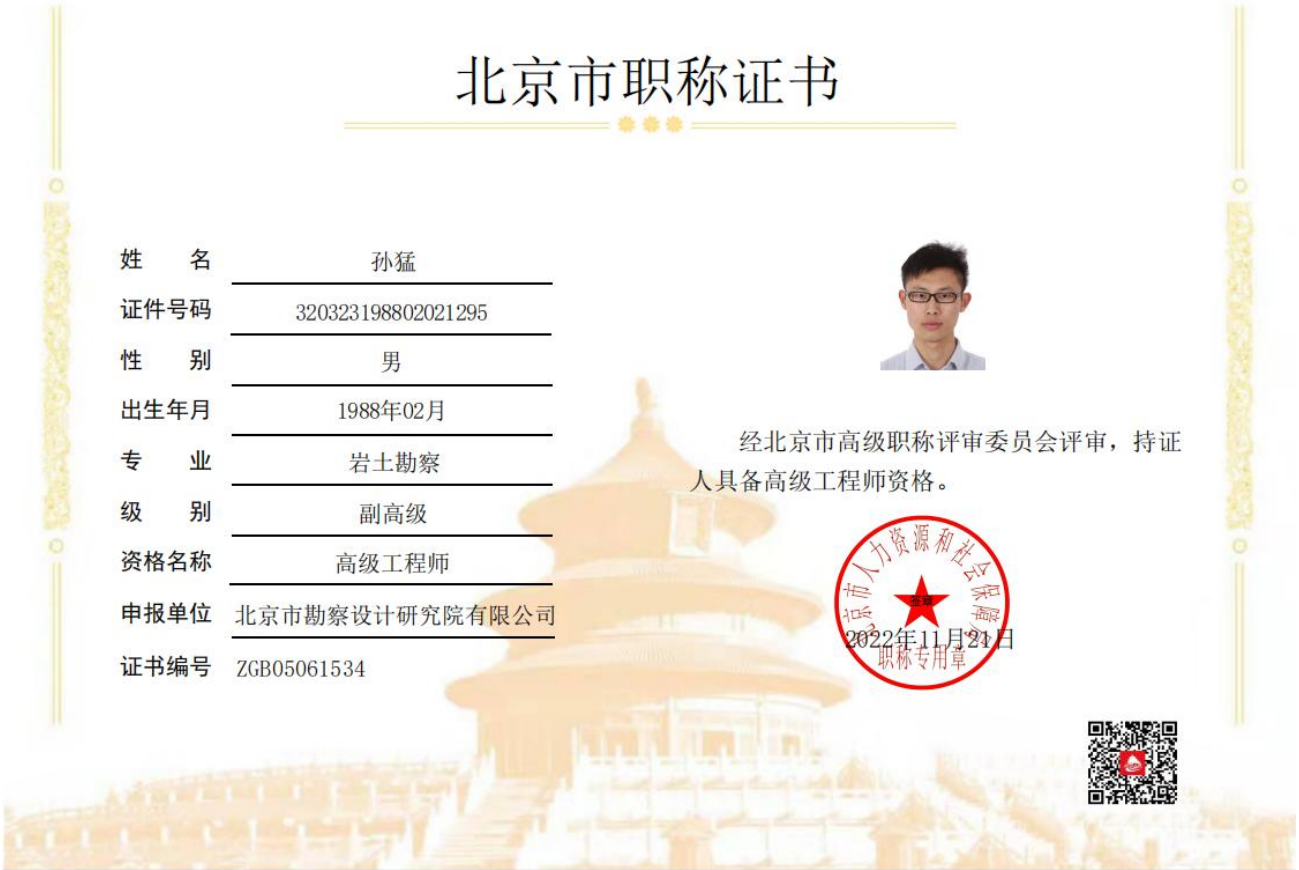 北京市职称证书
姓名 孙猛
证件号码 320323198802021295
性别 男
出生年月 1988年02月
专业 岩土勘察
级别 副高级
资格名称 高级工程师
申报单位 北京市勘察设计研究院有限公司
证书编号 ZGB05061534
经北京市高级职称评审委员会评审，持证
人具备高级工程师资格。
北京市人力资源和社会保障局
签章
2022年11月21日
职称专用章